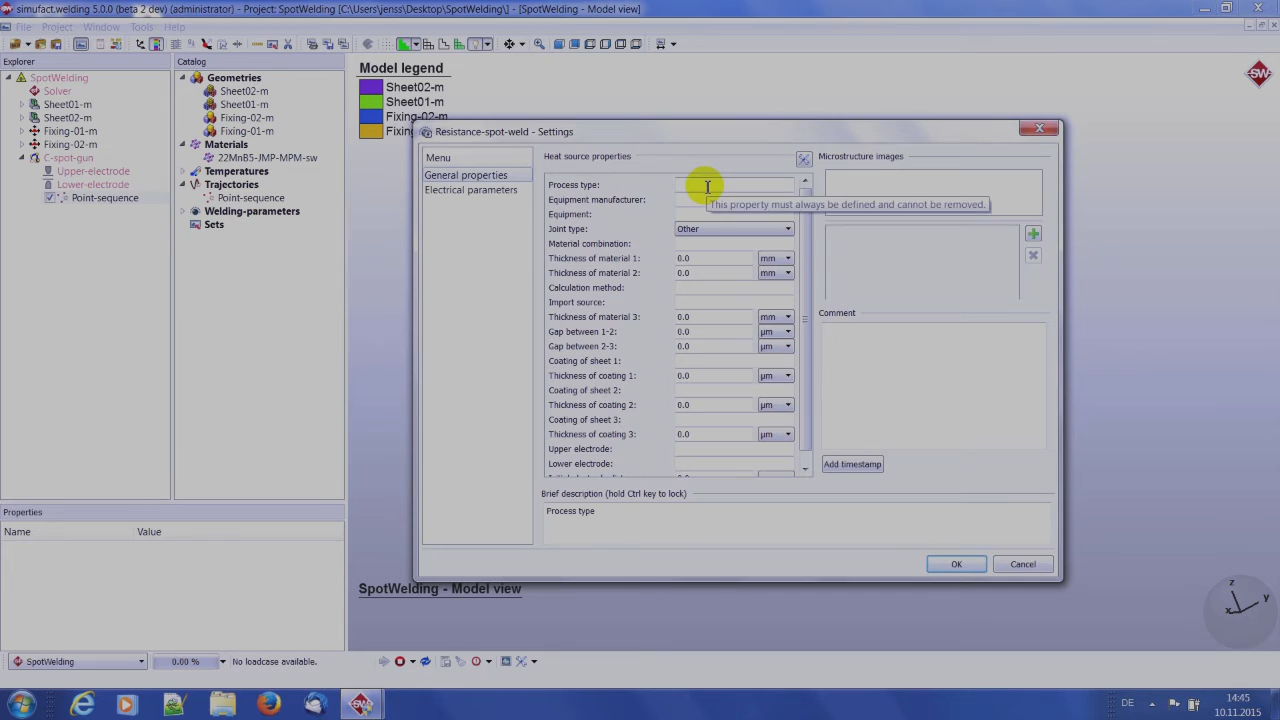 simufact.welding 5.0.0 (beta 2 dev) (administrator) - Project: SpotWelding [C:\Users\jenss\Desktop\SpotWelding\] - [SpotWelding - Model view]
File Project Window Tools Help
Explorer
SpotWelding
Solver
Sheet01-m
Sheet02-m
Fixing-01-m
Fixing-02-m
C-spot-gun
Upper-electrode
Lower-electrode
Point-sequence
Catalog
Geometries
Sheet02-m
Sheet01-m
Fixing-02-m
Fixing-01-m
Materials
22MnB5-JMP-MPM-sw
Trajectories
Point-sequence
Welding-parameters
Temperatures
Sets
Model legend
Sheet02-m
Sheet01-m
Fixing-02-m
Resistance-spot-weld - Settings
Menu
General properties
Electrical parameters
Heat source properties
Process type:
This property must always be defined and cannot be removed.
Equipment manufacturer:
Equipment:
Joint type: Other
Material combination:
Thickness of material 1: 0.0 mm
Thickness of material 2: 0.0 mm
Calculation method:
Import source:
Thickness of material 3: 0.0 mm
Gap between 1-2: 0.0 µm
Gap between 2-3: 0.0 µm
Coating of sheet 1:
Thickness of coating 1: 0.0 µm
Coating of sheet 2:
Thickness of coating 2: 0.0 µm
Coating of sheet 3:
Thickness of coating 3: 0.0 µm
Upper electrode:
Lower electrode:
Microstructure images
Comment
Add timestamp
Brief description (hold Ctrl key to lock)
Process type
OK Cancel
Properties
Name Value
SpotWelding - Model view
z
y
x
SpotWelding 0.00 % No loadcase available.
DE 14:45
10.11.2015